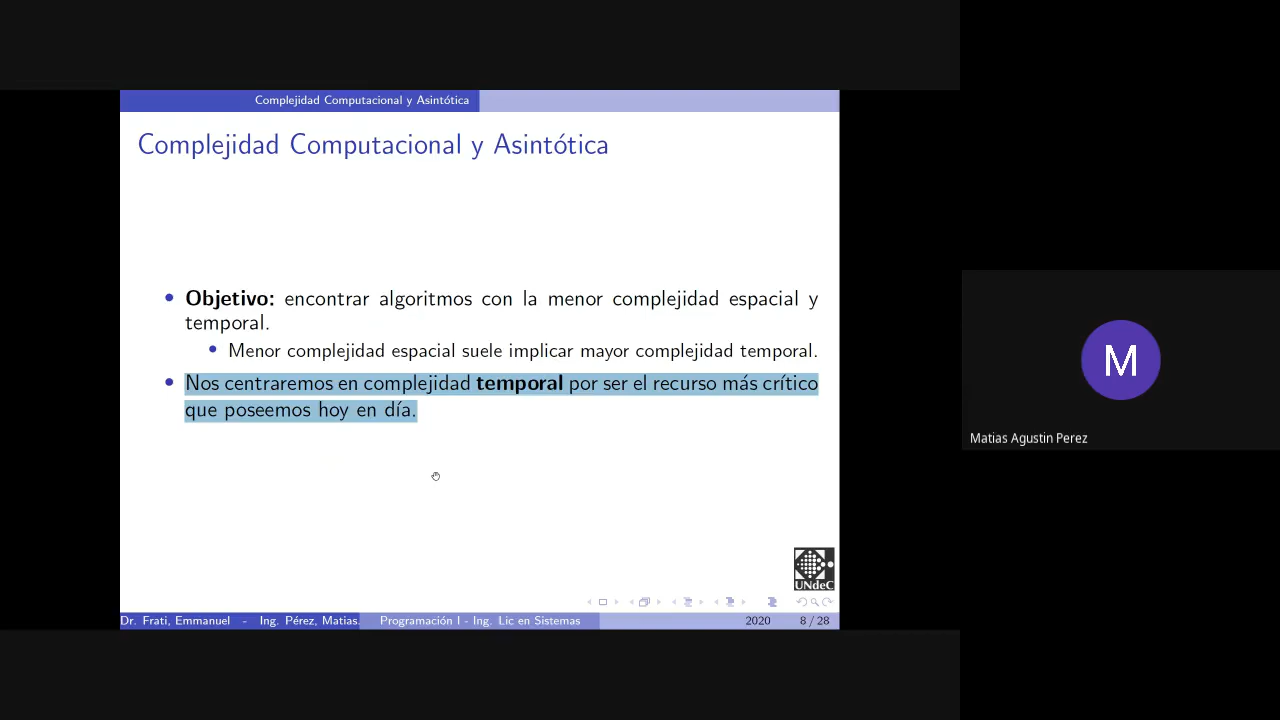 Complejidad Computacional y Asintótica
Complejidad Computacional y Asintótica
Objetivo: encontrar algoritmos con la menor complejidad espacial y
temporal.
Menor complejidad espacial suele implicar mayor complejidad temporal.
Nos centraremos en complejidad temporal por ser el recurso más crítico
que poseemos hoy en día.
UNdeC
Dr. Frati, Emmanuel - Ing. Pérez, Matias. Programación I - Ing. Lic en Sistemas 2020 8 / 28
M
Matias Agustin Perez